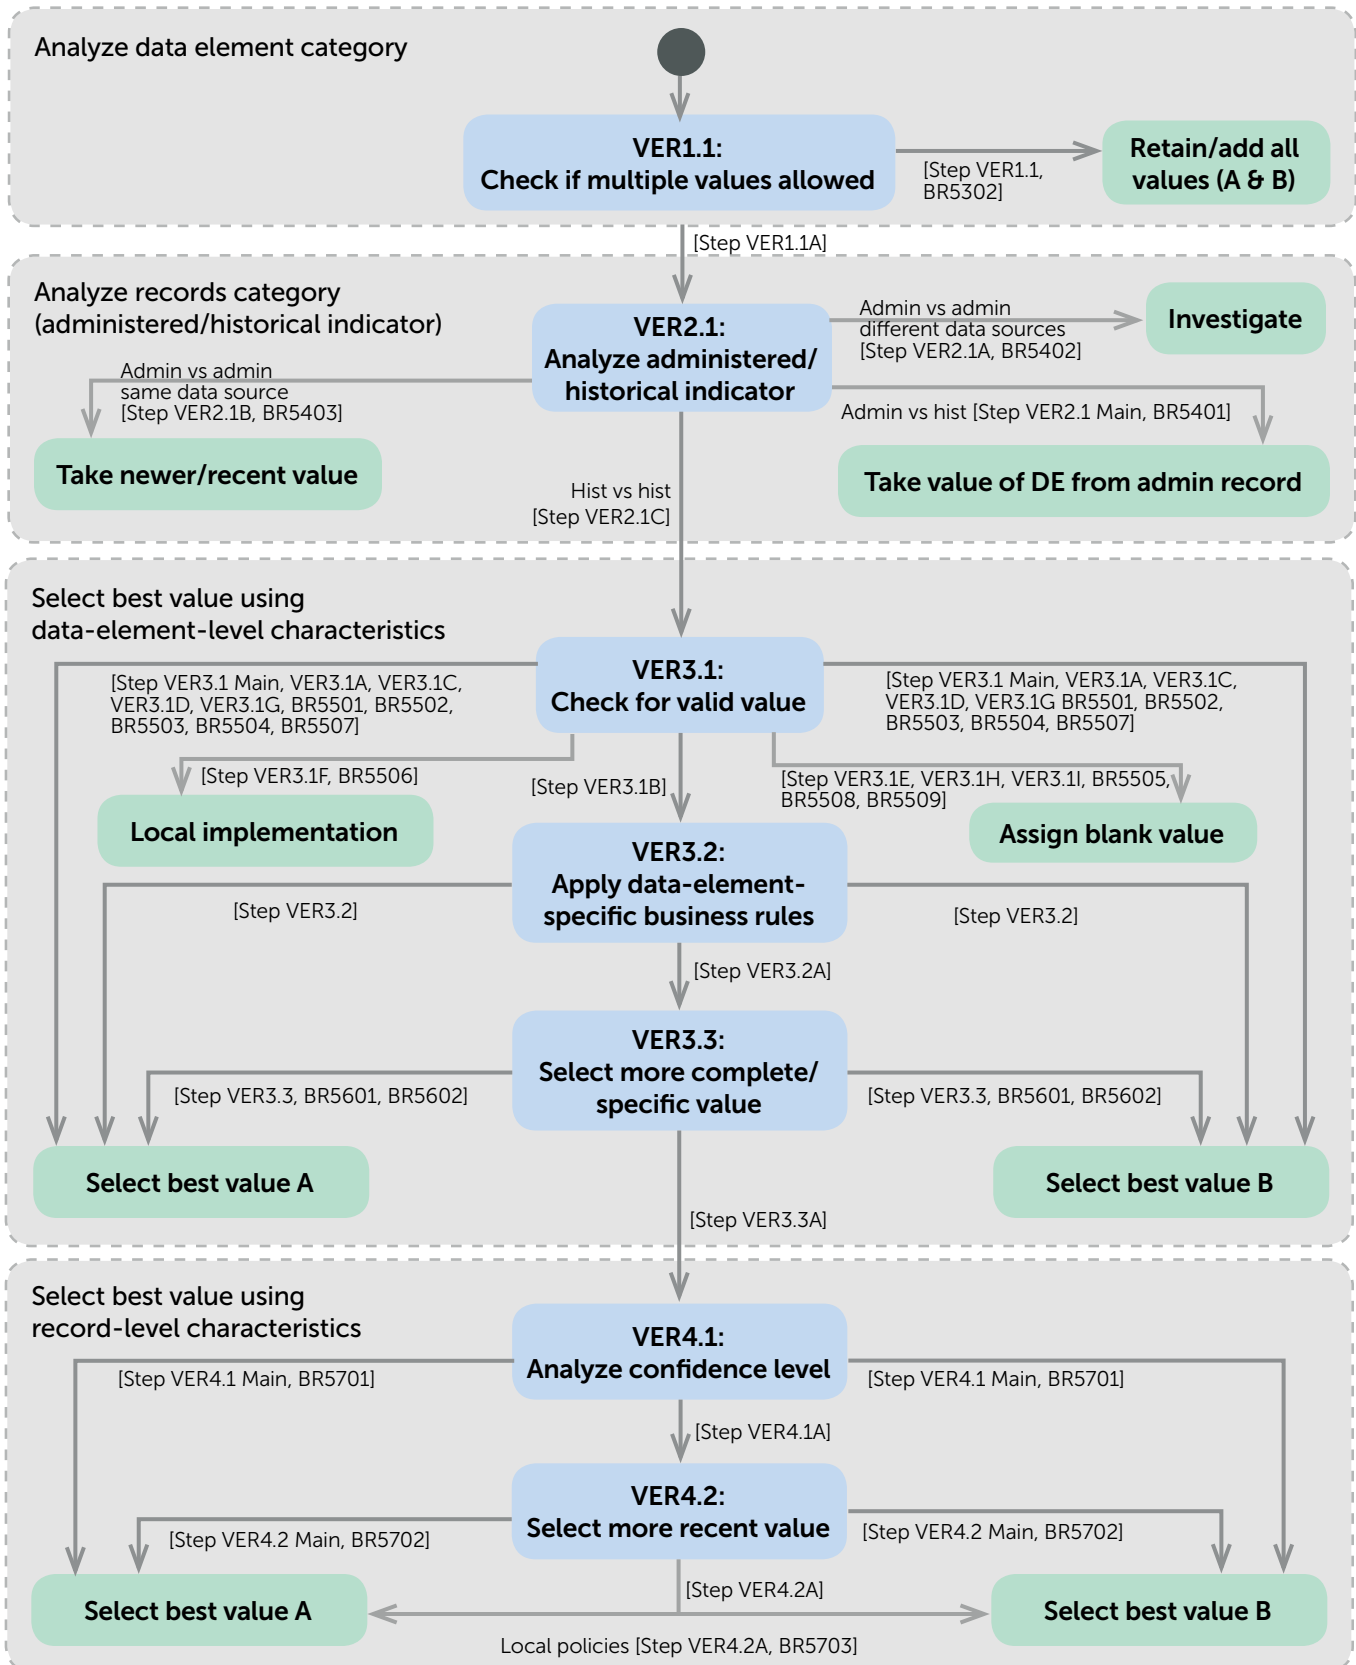 Analyze data element category
VER1.1:
Check if multiple values allowed
[Step VER1.1,
BR5302]
Retain/add all
values (A & B)
[Step VER1.1A]
Analyze records category
(administered/historical indicator)
VER2.1:
Analyze administered/
historical indicator
Admin vs admin
different data sources
[Step VER2.1A, BR5402]
Investigate
Admin vs admin
same data source
[Step VER2.1B, BR5403]
Admin vs hist [Step VER2.1 Main, BR5401]
Take newer/recent value
Take value of DE from admin record
Hist vs hist
[Step VER2.1C]
Select best value using
data-element-level characteristics
VER3.1:
Check for valid value
[Step VER3.1 Main, VER3.1A, VER3.1C,
VER3.1D, VER3.1G, BR5501, BR5502,
BR5503, BR5504, BR5507]
[Step VER3.1 Main, VER3.1A, VER3.1C,
VER3.1D, VER3.1G BR5501, BR5502,
BR5503, BR5504, BR5507]
[Step VER3.1F, BR5506]
[Step VER3.1B]
[Step VER3.1E, VER3.1H, VER3.1I, BR5505,
BR5508, BR5509]
Local implementation
Assign blank value
VER3.2:
Apply data-element-
specific business rules
[Step VER3.2]
[Step VER3.2]
[Step VER3.2A]
VER3.3:
Select more complete/
specific value
[Step VER3.3, BR5601, BR5602]
[Step VER3.3, BR5601, BR5602]
Select best value A
Select best value B
[Step VER3.3A]
Select best value using
record-level characteristics
VER4.1:
Analyze confidence level
[Step VER4.1 Main, BR5701]
[Step VER4.1 Main, BR5701]
[Step VER4.1A]
VER4.2:
Select more recent value
[Step VER4.2 Main, BR5702]
[Step VER4.2 Main, BR5702]
[Step VER4.2A]
Select best value A
Select best value B
Local policies [Step VER4.2A, BR5703]